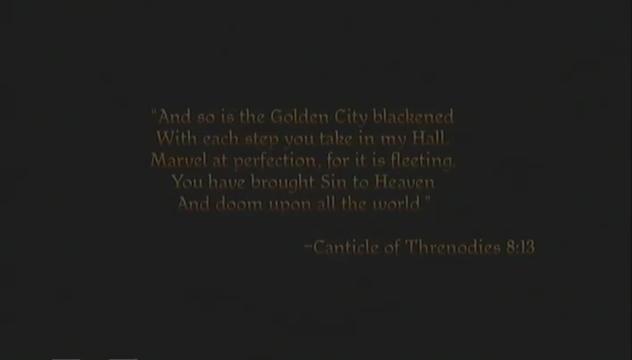 "And so is the Golden City blackened
With each step you take in my Hall.
Marvel at perfection, for it is fleeting.
You have brought Sin to Heaven
And doom upon all the world."
-Canticle of Threnodies 8:13